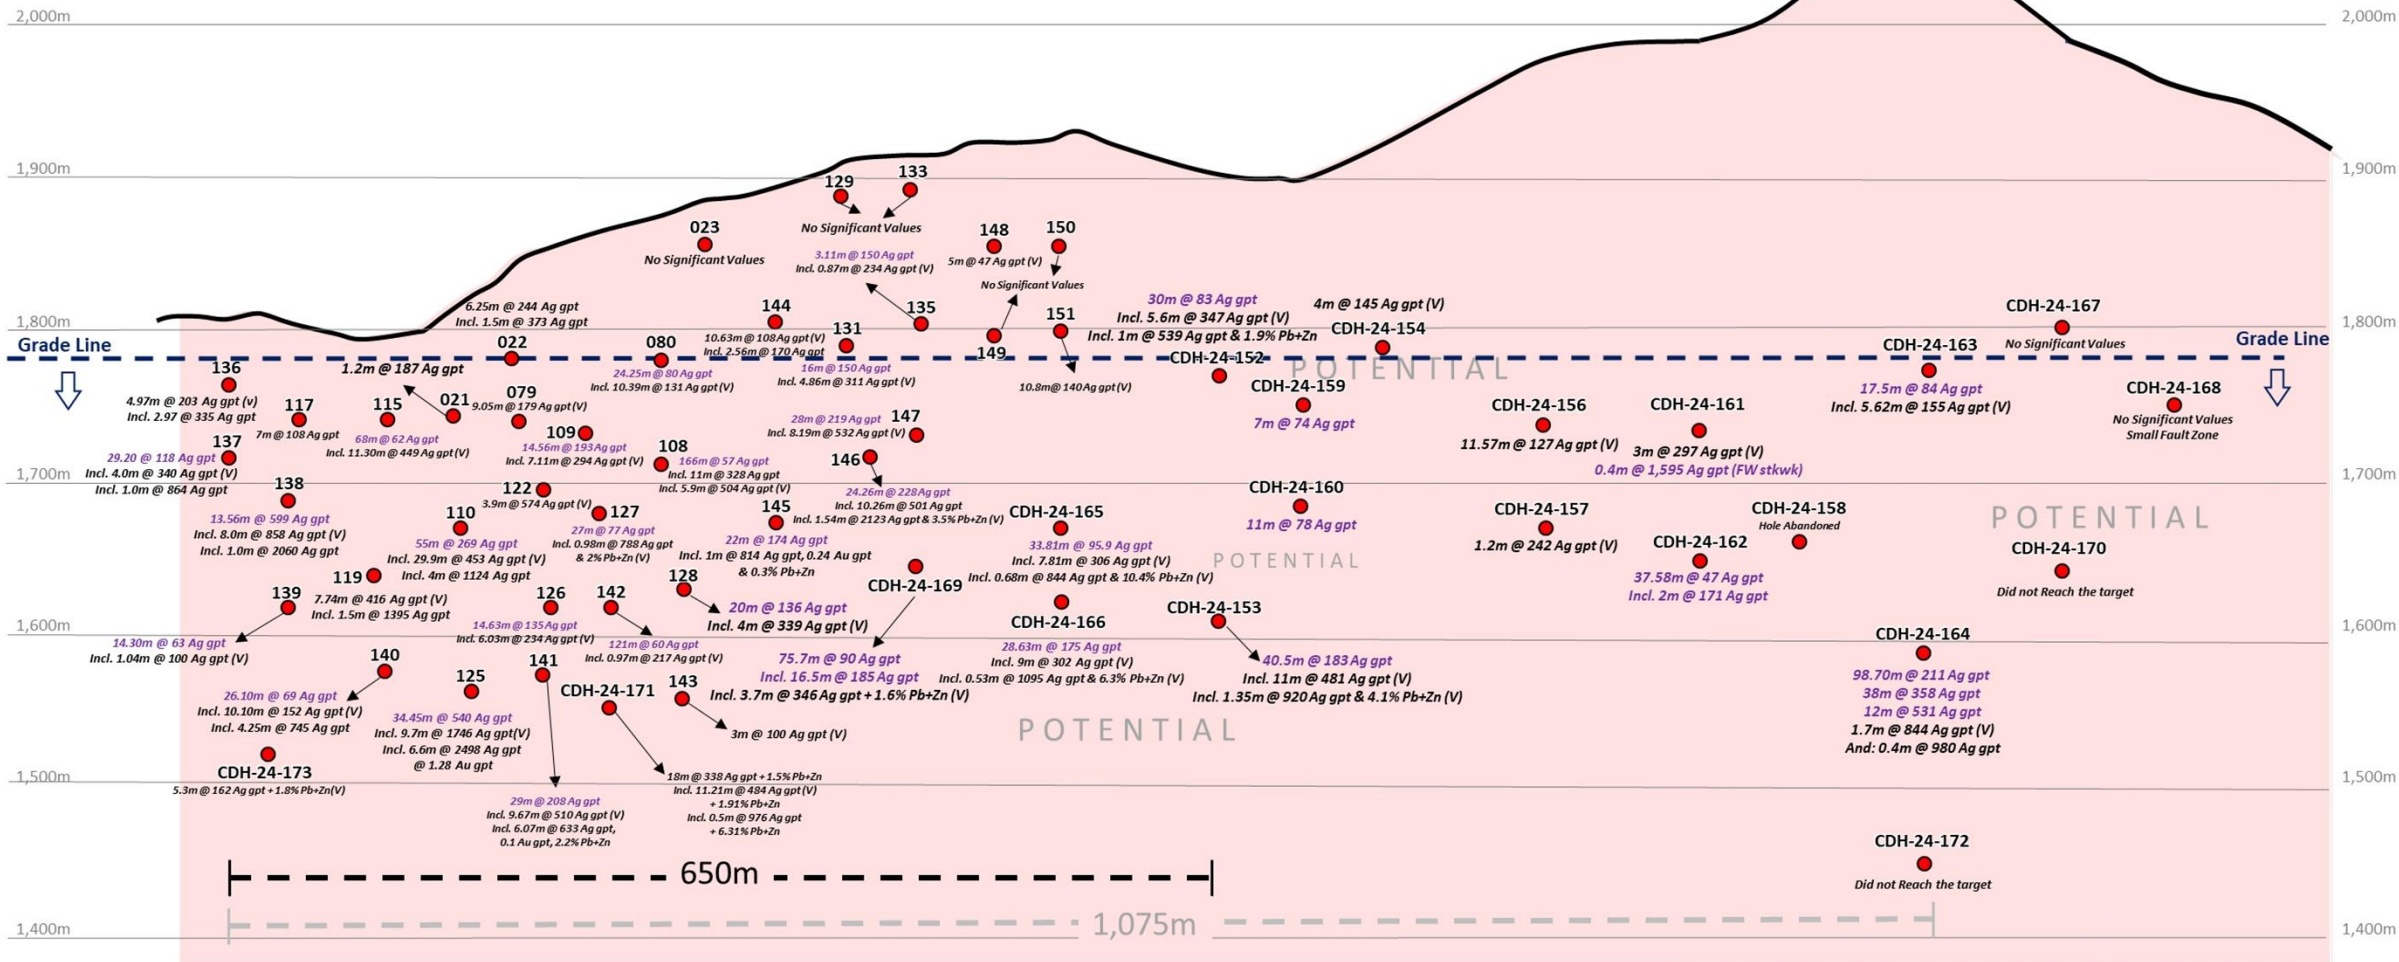 2,000m
2,000m
1,900m
1,900m
129
133
No Significant Values
023
No Significant Values
3.11m @ 150 Ag gpt
Incl. 0.87m @ 234 Ag gpt (V)
148
5m @ 47 Ag gpt (V)
150
No Significant Values
1,800m
1,800m
6.25m @ 244 Ag gpt
Incl. 1.5m @ 373 Ag gpt
022
144
10.63m @ 108Ag gpt (V)
Incl. 2.56m @ 170 Ag gpt
135
131
16m @ 150 Ag gpt
Incl. 4.86m @ 311 Ag gpt (V)
149
151
10.8m @ 140 Ag gpt (V)
30m @ 83 Ag gpt
Incl. 5.6m @ 347 Ag gpt (V)
Incl. 1m @ 539 Ag gpt & 1.9% Pb+Zn
CDH-24-152
4m @ 145 Ag gpt (V)
CDH-24-154
CDH-24-167
No Significant Values
Grade Line
Grade Line
POTENTIAL
136
4.97m @ 203 Ag gpt (v)
Incl. 2.97 @ 335 Ag gpt
1.2m @ 187 Ag gpt
080
24.25m @ 80 Ag gpt
Incl. 10.39m @ 131 Ag gpt (V)
CDH-24-159
7m @ 74 Ag gpt
CDH-24-163
17.5m @ 84 Ag gpt
Incl. 5.62m @ 155 Ag gpt (V)
CDH-24-168
No Significant Values
Small Fault Zone
117
7m @ 108 Ag gpt
115
68m @ 62 Ag gpt
Incl. 11.30m @ 449 Ag gpt (V)
021
079
9.05m @ 179 Ag gpt (V)
109
14.56m @ 193 Ag gpt
Incl. 7.11m @ 294 Ag gpt (V)
28m @ 219 Ag gpt
Incl. 8.19m @ 532 Ag gpt (V)
147
CDH-24-156
11.57m @ 127 Ag gpt (V)
CDH-24-161
3m @ 297 Ag gpt (V)
0.4m @ 1,595 Ag gpt (FW stkwk)
137
29.20 @ 118 Ag gpt
Incl. 4.0m @ 340 Ag gpt (V)
Incl. 1.0m @ 864 Ag gpt
108
166m @ 57 Ag gpt
Incl. 11m @ 328 Ag gpt
Incl. 5.9m @ 504 Ag gpt (V)
146
24.26m @ 228 Ag gpt
Incl. 10.26m @ 501 Ag gpt
Incl. 1.54m @ 2123 Ag gpt & 3.5% Pb+Zn (V)
1,700m
1,700m
138
13.56m @ 599 Ag gpt
Incl. 8.0m @ 858 Ag gpt (V)
Incl. 1.0m @ 2060 Ag gpt
122
3.9m @ 574 Ag gpt (V)
110
55m @ 269 Ag gpt
Incl. 29.9m @ 453 Ag gpt (V)
Incl. 4m @ 1124 Ag gpt
127
27m @ 77 Ag gpt
Incl. 0.98m @ 788 Ag gpt
& 2% Pb+Zn (V)
145
22m @ 174 Ag gpt
Incl. 1m @ 814 Ag gpt, 0.24 Au gpt
& 0.3% Pb+Zn
CDH-24-165
33.81m @ 95.9 Ag gpt
Incl. 7.81m @ 306 Ag gpt (V)
Incl. 0.68m @ 844 Ag gpt & 10.4% Pb+Zn (V)
CDH-24-160
11m @ 78 Ag gpt
POTENTIAL
CDH-24-157
1.2m @ 242 Ag gpt (V)
CDH-24-158
Hole Abandoned
CDH-24-162
37.58m @ 47 Ag gpt
Incl. 2m @ 171 Ag gpt
POTENTIAL
CDH-24-170
Did not Reach the target
119
7.74m @ 416 Ag gpt (V)
Incl. 1.5m @ 1395 Ag gpt
128
20m @ 136 Ag gpt
Incl. 4m @ 339 Ag gpt (V)
CDH-24-169
75.7m @ 90 Ag gpt
Incl. 16.5m @ 185 Ag gpt
Incl. 3.7m @ 346 Ag gpt + 1.6% Pb+Zn (V)
139
14.30m @ 63 Ag gpt
Incl. 1.04m @ 100 Ag gpt (V)
126
14.63m @ 135 Ag gpt
Incl. 6.03m @ 234 Ag gpt (V)
142
121m @ 60 Ag gpt
Incl. 0.97m @ 217 Ag gpt (V)
CDH-24-166
28.63m @ 175 Ag gpt
Incl. 9m @ 302 Ag gpt (V)
Incl. 0.53m @ 1095 Ag gpt & 6.3% Pb+Zn (V)
CDH-24-153
40.5m @ 183 Ag gpt
Incl. 11m @ 481 Ag gpt (V)
Incl. 1.35m @ 920 Ag gpt & 4.1% Pb+Zn (V)
1,600m
1,600m
CDH-24-164
98.70m @ 211 Ag gpt
38m @ 358 Ag gpt
12m @ 531 Ag gpt
1.7m @ 844 Ag gpt (V)
And: 0.4m @ 980 Ag gpt
140
26.10m @ 69 Ag gpt
Incl. 10.10m @ 152 Ag gpt (V)
Incl. 4.25m @ 745 Ag gpt
125
34.45m @ 540 Ag gpt
Incl. 9.7m @ 1746 Ag gpt(V)
Incl. 6.6m @ 2498 Ag gpt
@ 1.28 Au gpt
141
29m @ 208 Ag gpt
Incl. 9.67m @ 510 Ag gpt (V)
Incl. 6.07m @ 633 Ag gpt,
0.1 Au gpt, 2.2% Pb+Zn
CDH-24-171
18m @ 338 Ag gpt + 1.5% Pb+Zn
Incl. 11.21m @ 484 Ag gpt (V)
+ 1.91% Pb+Zn
Incl. 0.5m @ 976 Ag gpt
+ 6.31% Pb+Zn
143
3m @ 100 Ag gpt (V)
POTENTIAL
CDH-24-173
5.3m @ 162 Ag gpt + 1.8% Pb+Zn(V)
1,500m
1,500m
CDH-24-172
Did not Reach the target
650m
1,075m
1,400m
1,400m